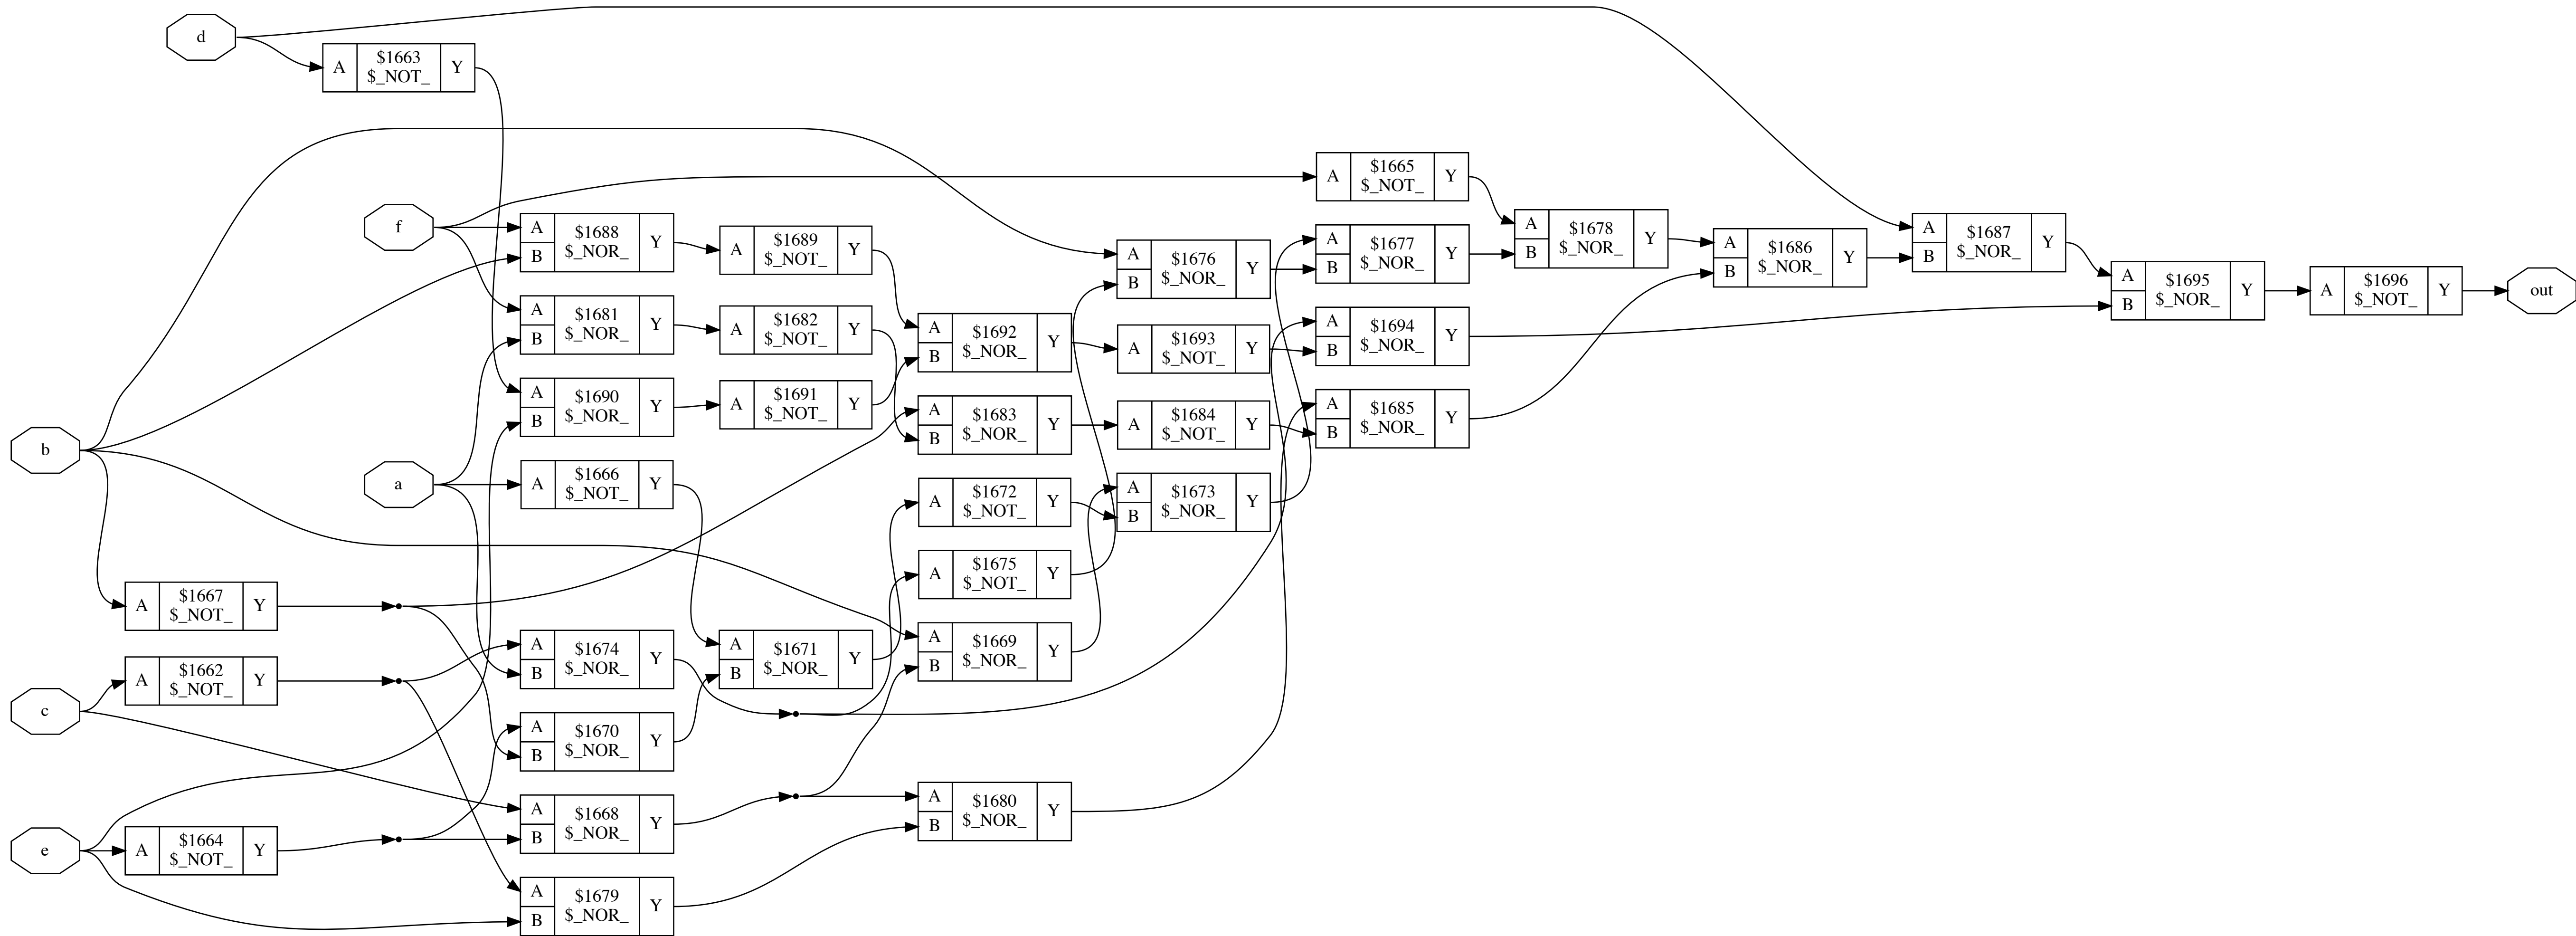 d
A $1663 $_NOT_ Y
f
b
a
c
e
A $1667 $_NOT_ Y
A $1662 $_NOT_ Y
A $1664 $_NOT_ Y
A B $1688 $_NOR_ Y
A B $1681 $_NOR_ Y
A B $1690 $_NOR_ Y
A $1666 $_NOT_ Y
A B $1674 $_NOR_ Y
A B $1670 $_NOR_ Y
A B $1668 $_NOR_ Y
A B $1679 $_NOR_ Y
A $1689 $_NOT_ Y
A $1682 $_NOT_ Y
A $1691 $_NOT_ Y
A B $1671 $_NOR_ Y
A B $1692 $_NOR_ Y
A B $1683 $_NOR_ Y
A $1672 $_NOT_ Y
A $1675 $_NOT_ Y
A B $1669 $_NOR_ Y
A B $1680 $_NOR_ Y
A B $1676 $_NOR_ Y
A $1693 $_NOT_ Y
A $1684 $_NOT_ Y
A B $1673 $_NOR_ Y
A $1665 $_NOT_ Y
A B $1677 $_NOR_ Y
A B $1694 $_NOR_ Y
A B $1685 $_NOR_ Y
A B $1678 $_NOR_ Y
A B $1686 $_NOR_ Y
A B $1687 $_NOR_ Y
A B $1695 $_NOR_ Y
A $1696 $_NOT_ Y
out